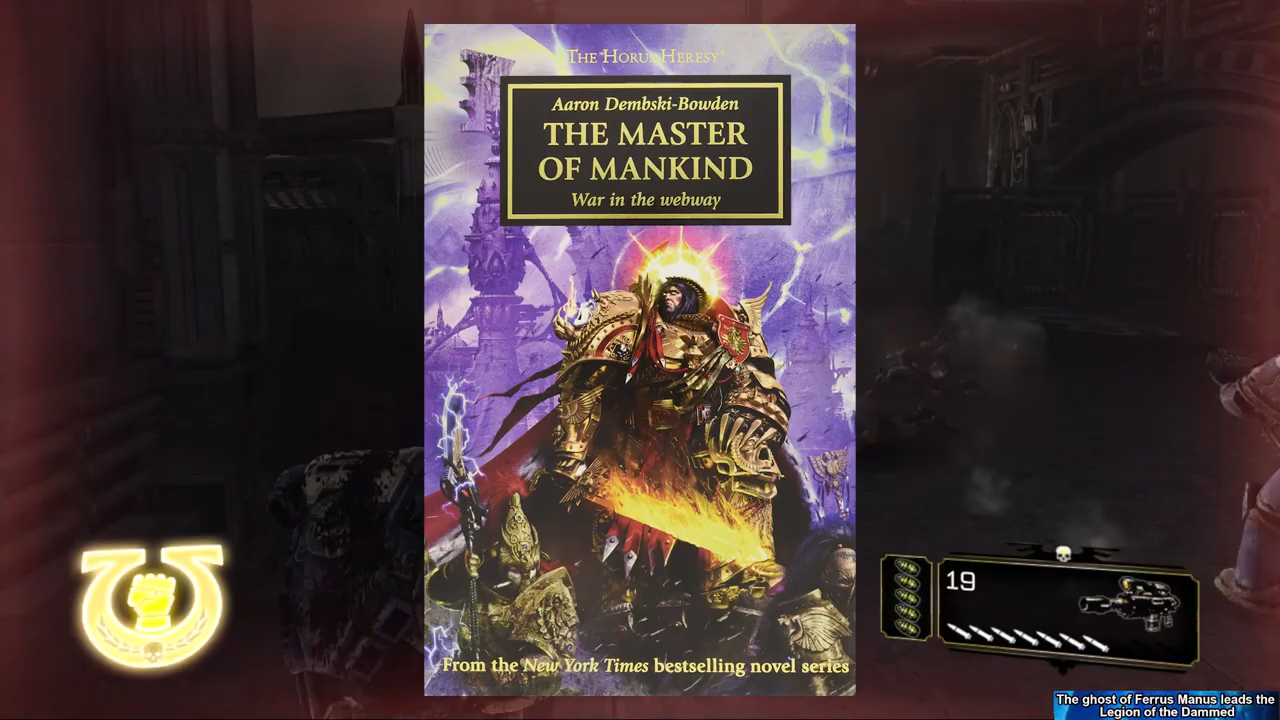 THE HORUS HERESY
Aaron Dembski-Bowden
THE MASTER
OF MANKIND
War in the webway
19
From the New York Times bestselling novel series
The ghost of Ferrus Manus leads the
Legion of the Dammed